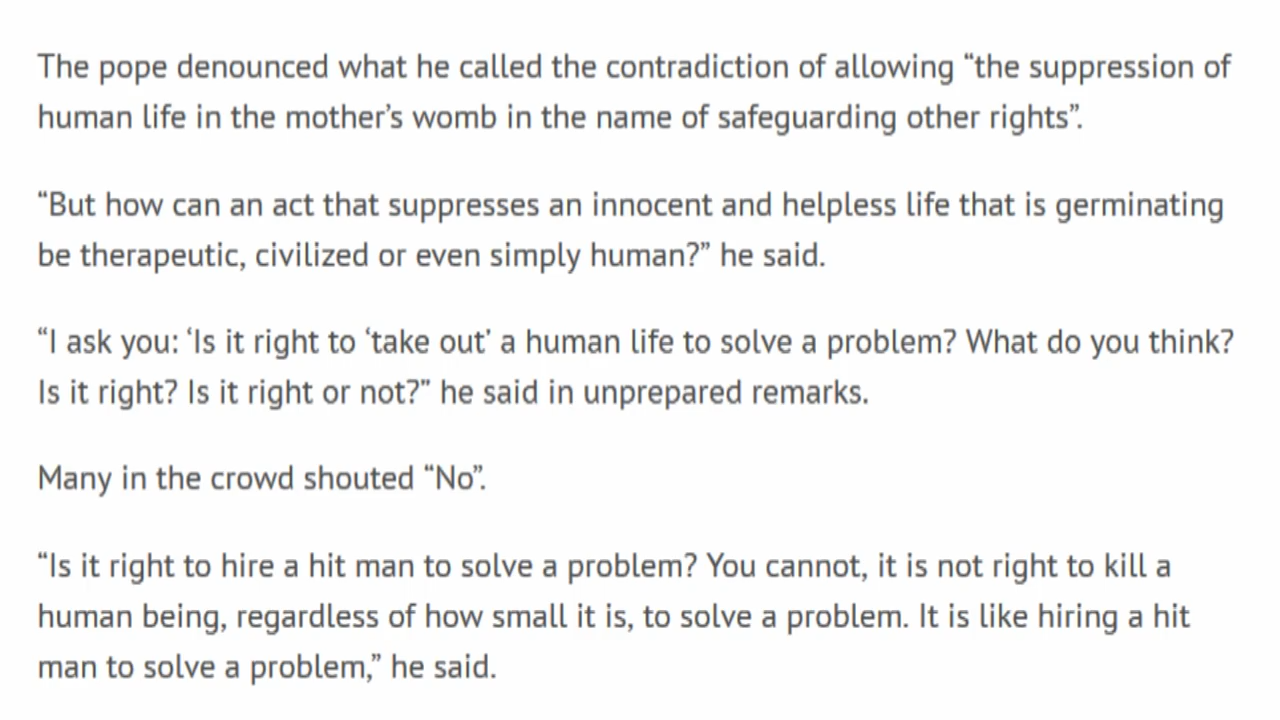 The pope denounced what he called the contradiction of allowing “the suppression of
human life in the mother’s womb in the name of safeguarding other rights”.
“But how can an act that suppresses an innocent and helpless life that is germinating
be therapeutic, civilized or even simply human?” he said.
“I ask you: ‘Is it right to ‘take out’ a human life to solve a problem? What do you think?
Is it right? Is it right or not?” he said in unprepared remarks.
Many in the crowd shouted “No”.
“Is it right to hire a hit man to solve a problem? You cannot, it is not right to kill a
human being, regardless of how small it is, to solve a problem. It is like hiring a hit
man to solve a problem,” he said.